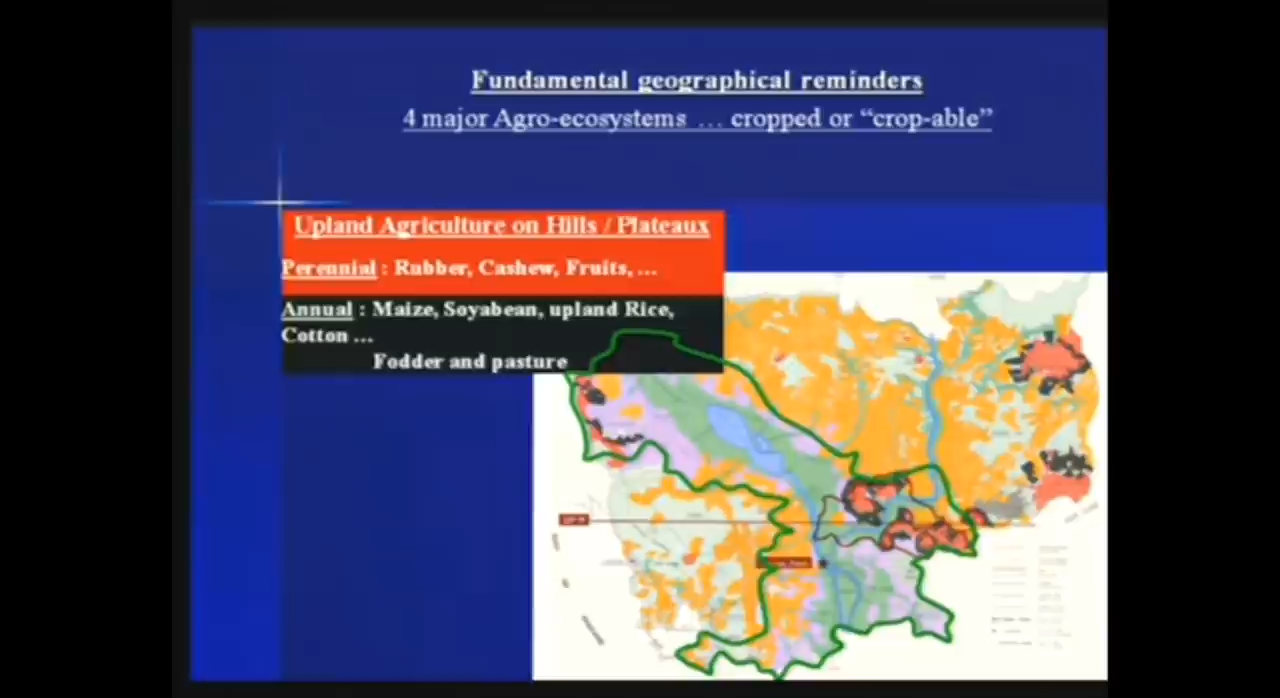 Fundamental geographical reminders
4 major Agro-ecosystems … cropped or “crop-able”
Upland Agriculture on Hills / Plateaux
Perennial : Rubber, Cashew, Fruits, …
Annual : Maize, Soyabean, upland Rice,
Cotton …
Fodder and pasture